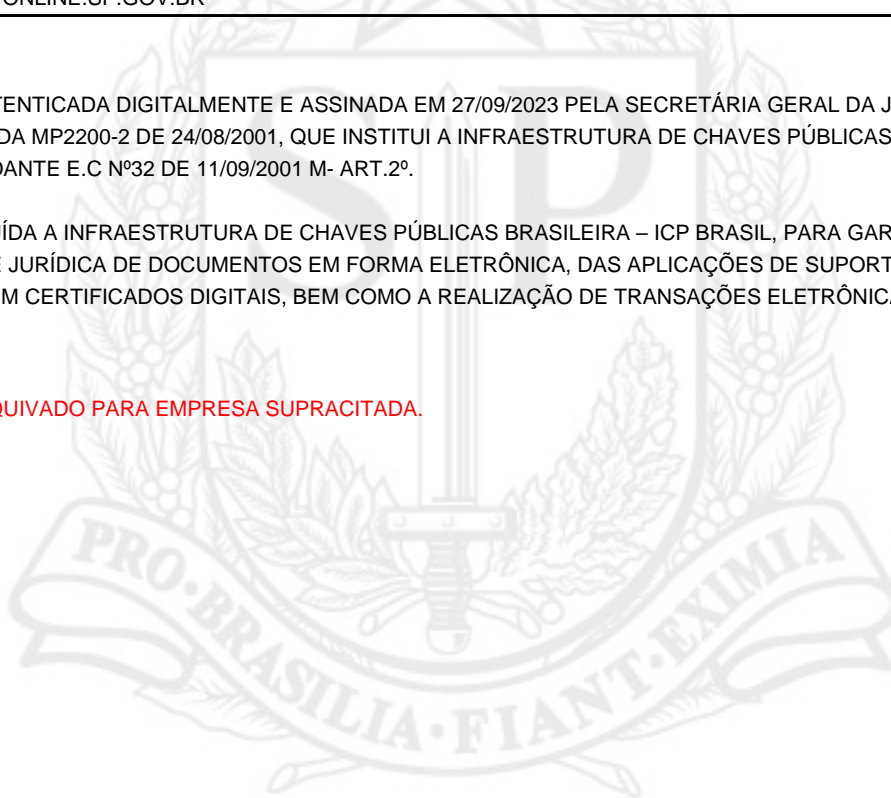 ONLINE.SP.GOV.BR
TENTICADA DIGITALMENTE E ASSINADA EM 27/09/2023 PELA SECRETÁRIA GERAL DA J
DA MP2200-2 DE 24/08/2001, QUE INSTITUI A INFRAESTRUTURA DE CHAVES PÚBLICAS
DANTE E.C Nº32 DE 11/09/2001 M- ART.2º.
ÍDA A INFRAESTRUTURA DE CHAVES PÚBLICAS BRASILEIRA – ICP BRASIL, PARA GAR
E JURÍDICA DE DOCUMENTOS EM FORMA ELETRÔNICA, DAS APLICAÇÕES DE SUPORT
M CERTIFICADOS DIGITAIS, BEM COMO A REALIZAÇÃO DE TRANSAÇÕES ELETRÔNICA
QUIVADO PARA EMPRESA SUPRACITADA.
SP
PRO·BRASILIA·FIANT·EXIMIA